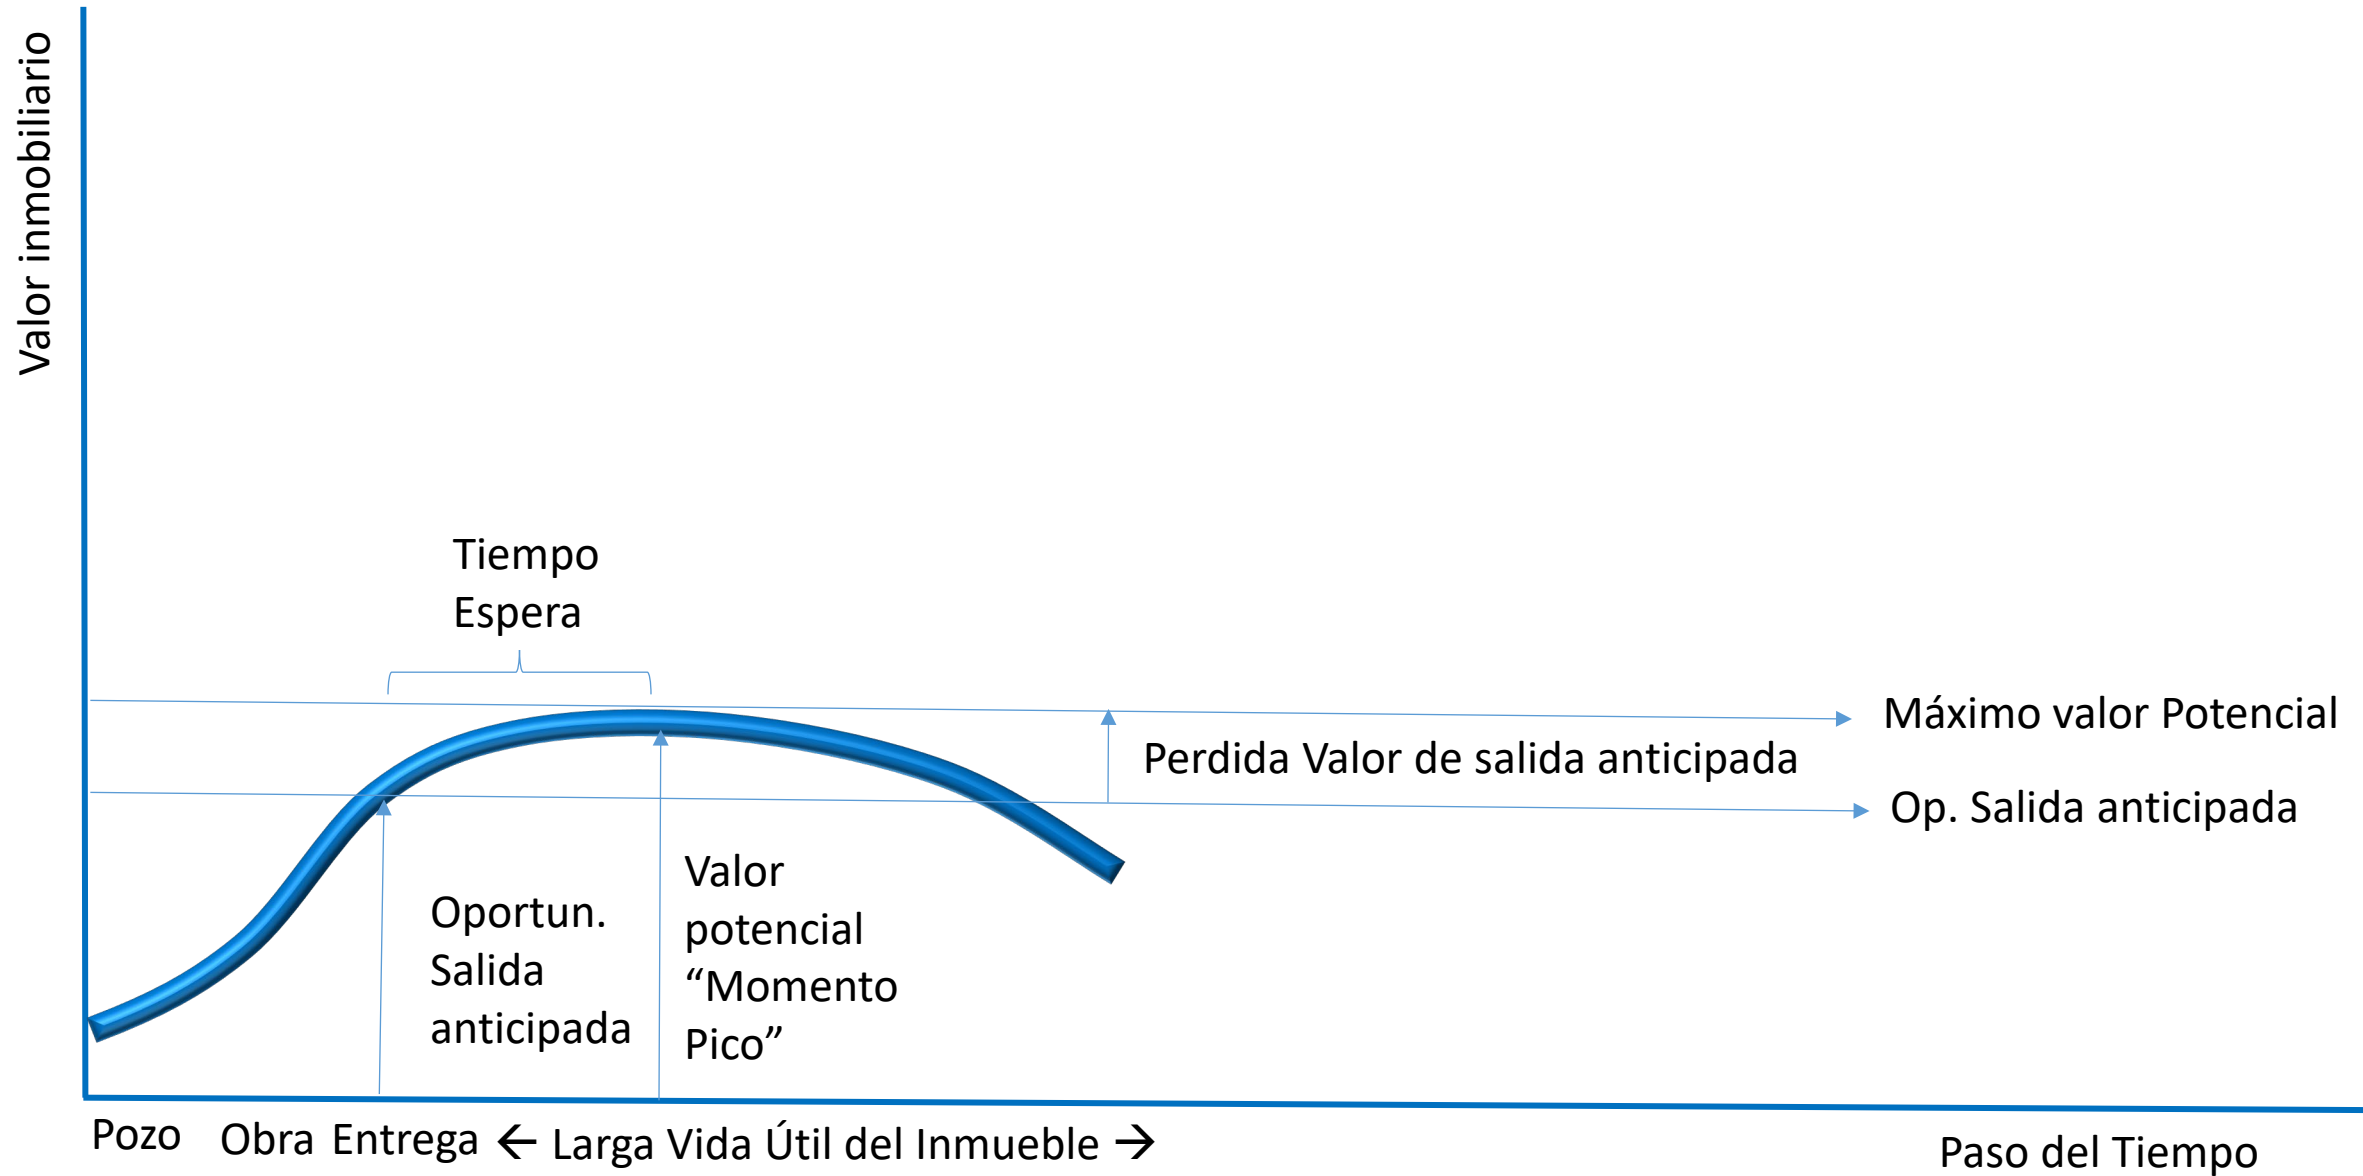 Valor inmobiliario
Tiempo
Espera
Máximo valor Potencial
Perdida Valor de salida anticipada
Op. Salida anticipada
Oportun.
Salida
anticipada
Valor
potencial
“Momento
Pico”
Pozo Obra Entrega ← Larga Vida Útil del Inmueble →
Paso del Tiempo